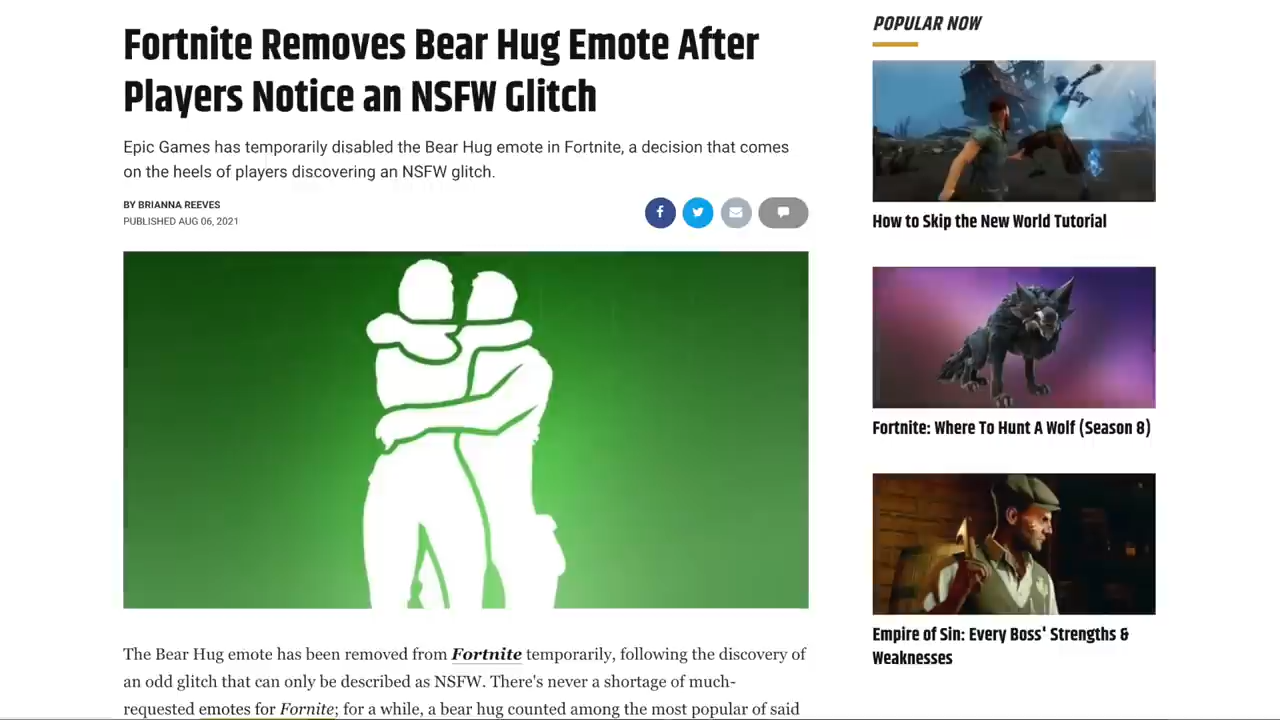 Fortnite Removes Bear Hug Emote After
Players Notice an NSFW Glitch
Epic Games has temporarily disabled the Bear Hug emote in Fortnite, a decision that comes
on the heels of players discovering an NSFW glitch.
BY BRIANNA REEVES
PUBLISHED AUG 06, 2021
The Bear Hug emote has been removed from Fortnite temporarily, following the discovery of
an odd glitch that can only be described as NSFW. There's never a shortage of much-
requested emotes for Fornite; for a while, a bear hug counted among the most popular of said
POPULAR NOW
How to Skip the New World Tutorial
Fortnite: Where To Hunt A Wolf (Season 8)
Empire of Sin: Every Boss' Strengths &
Weaknesses